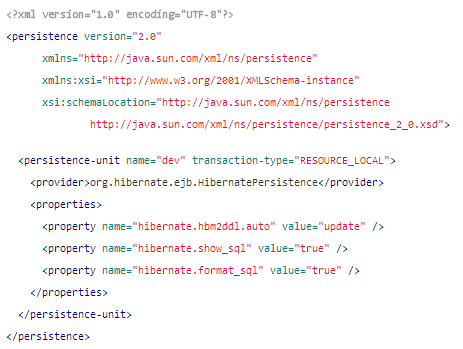 <?xml version="1.0" encoding="UTF-8"?>
<persistence version="2.0"
xmlns="http://java.sun.com/xml/ns/persistence"
xmlns:xsi="http://www.w3.org/2001/XMLSchema-instance"
xsi:schemaLocation="http://java.sun.com/xml/ns/persistence
http://java.sun.com/xml/ns/persistence/persistence_2_0.xsd">
<persistence-unit name="dev" transaction-type="RESOURCE_LOCAL">
<provider>org.hibernate.ejb.HibernatePersistence</provider>
<properties>
<property name="hibernate.hbm2ddl.auto" value="update" />
<property name="hibernate.show_sql" value="true" />
<property name="hibernate.format_sql" value="true" />
</properties>
</persistence-unit>
</persistence>